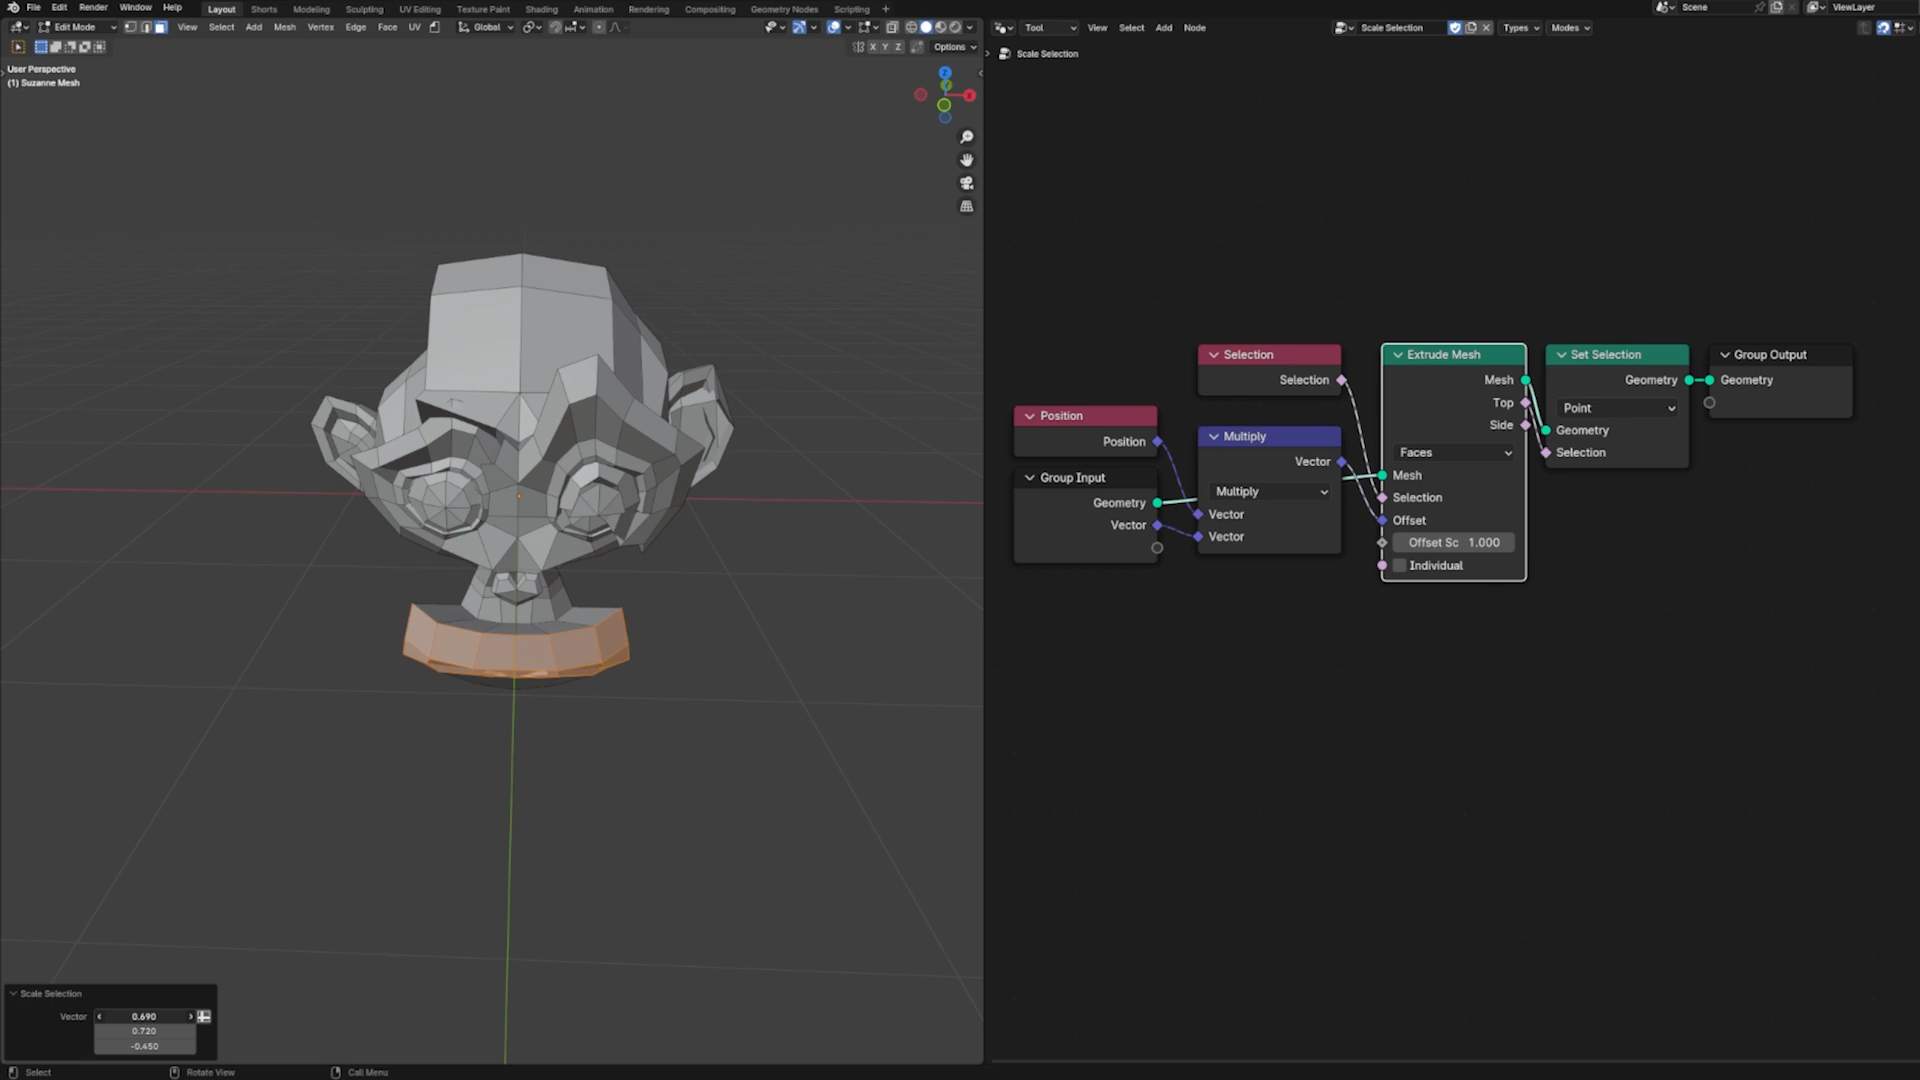 File Edit Render Window Help Layout Shorts Modeling Sculpting UV Editing Texture Paint Shading Animation Rendering Compositing Geometry Nodes Scripting + Scene ViewLayer
Edit Mode View Select Add Mesh Vertex Edge Face UV Global
Tool View Select Add Node Scale Selection Types Modes
X Y Z Options
Scale Selection
User Perspective
(1) Suzanne Mesh
Z
X
Selection
Selection
Position
Position
Group Input
Geometry
Vector
Multiply
Vector
Multiply
Vector
Vector
Extrude Mesh
Mesh
Top
Side
Faces
Mesh
Selection
Offset
Offset Sc 1.000
Individual
Set Selection
Geometry
Point
Geometry
Selection
Group Output
Geometry
Scale Selection
Vector 0.690
0.720
-0.450
Select Rotate View Call Menu